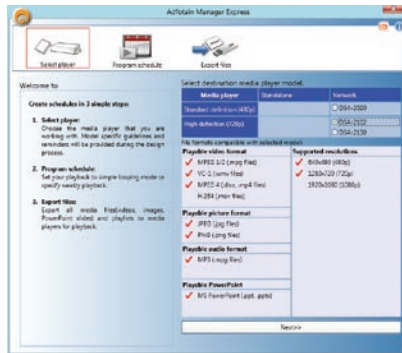 Adfotain Manager Express
Select player
Program schedule
Export files
Welcome to
Create schedules in 3 simple steps:
1. Select player:
Choose the media player that you are
working with. Model specific guidelines and
reminders will be provided during the design
process.
2. Program schedule:
Set your playback to simple looping mode or
specify weekly playback.
3. Export files:
Export all media files(videos, images,
PowerPoint slides) and playlists to media
players for playback.
Select destination media player model.
Media player Standalone Network
Standard definition (480p) DSA-2020
High definition (720p) DSA-2102
DSA-2130
File formats compatible with selected model:
Playable video format
MPEG 1/2 (.mpg files)
VC-1 (.wmv files)
MPEG 4 (.divx, .mp4 files)
H.264 (.mov files)
Playable picture format
JPEG (.jpg files)
PNG (.png files)
Playable audio format
MP3 (.mpg files)
Playable PowerPoint
MS PowerPoint (.ppt, .pptx)
Supported resolutions
640x480 (480p)
1280x720 (720p)
1920x1080 (1080p)
Next>>